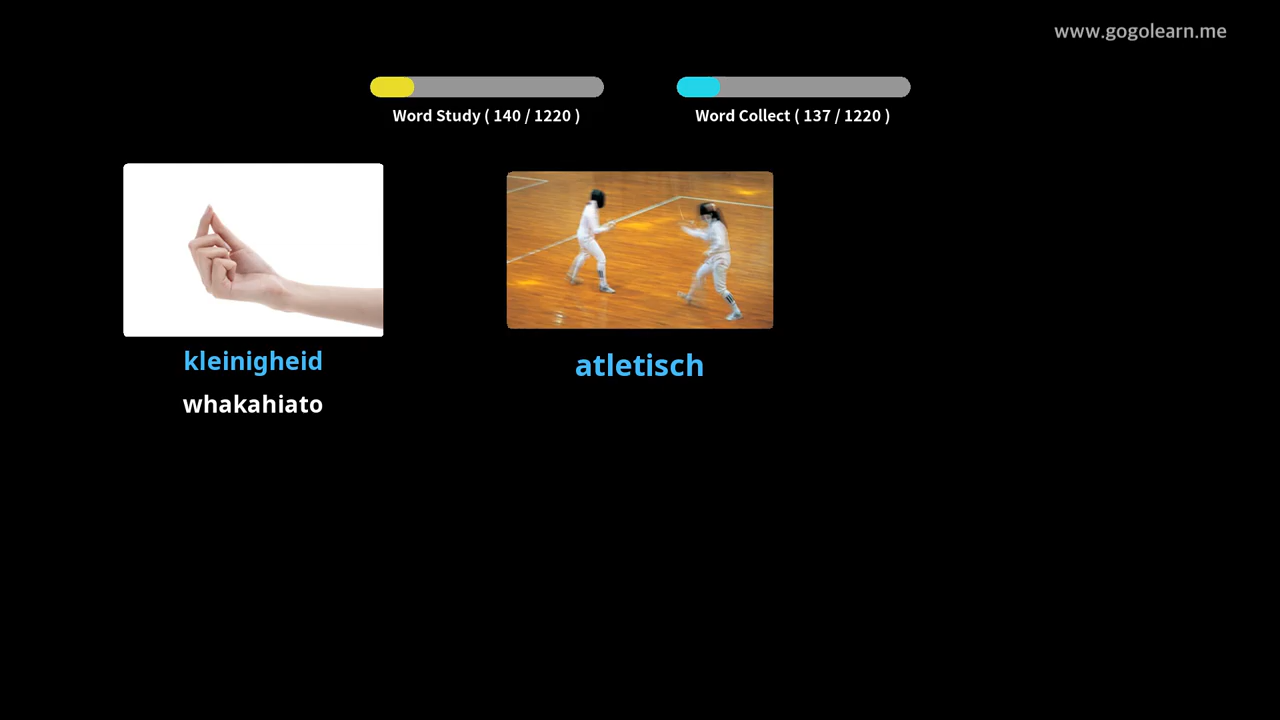 www.gogolearn.me
Word Study ( 140 / 1220 )
Word Collect ( 137 / 1220 )
kleinigheid
whakahiato
atletisch